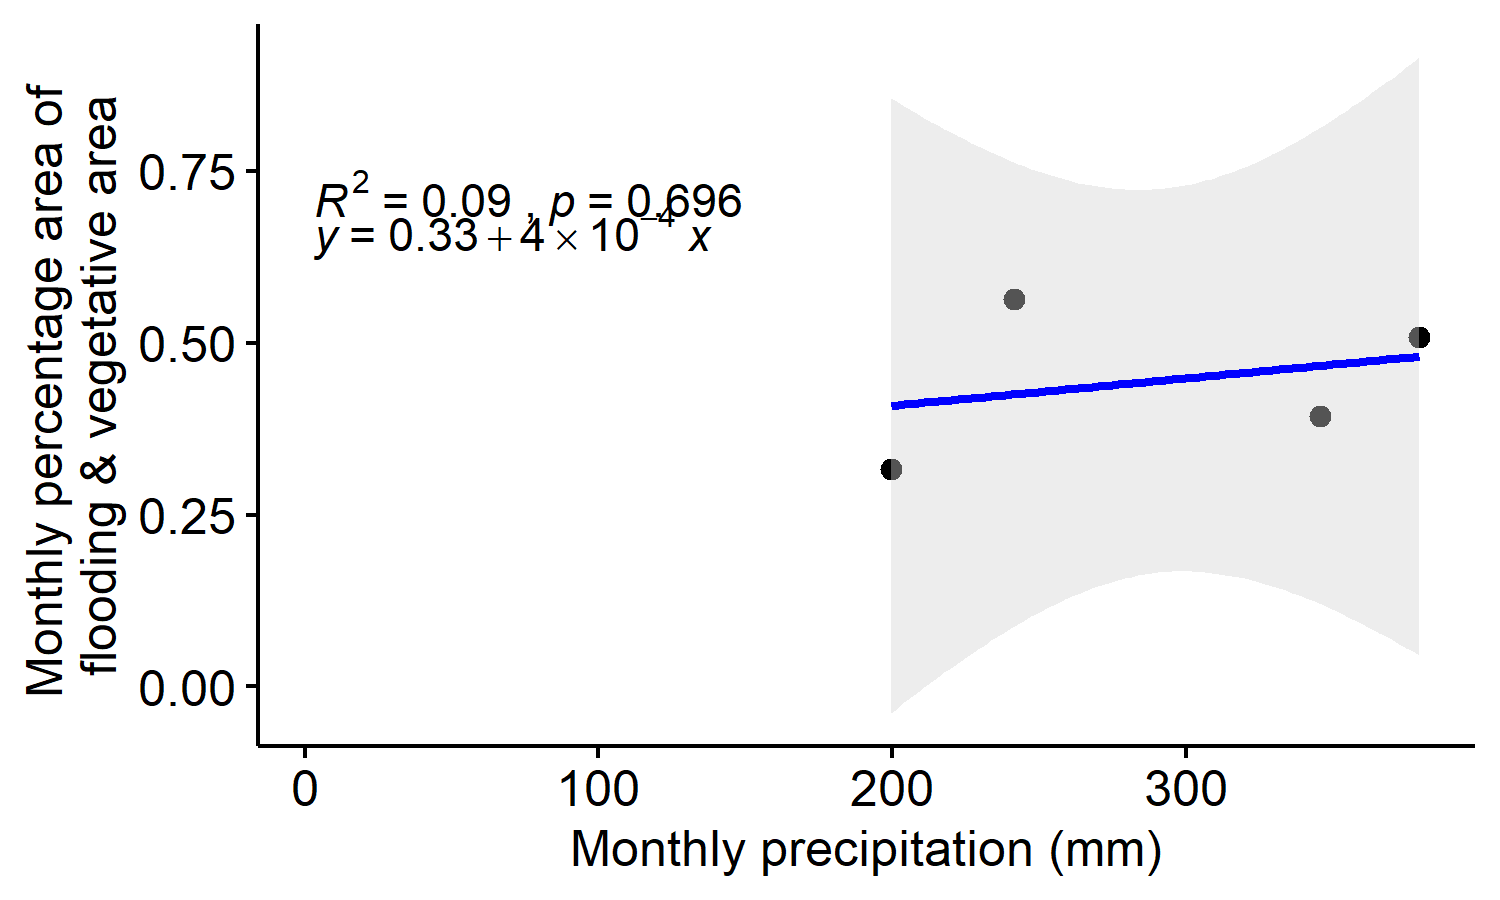 Monthly percentage area of
flooding & vegetative area
0.75
0.50
0.25
0.00
R² = 0.09 , p = 0.696
y = 0.33 + 4 × 10⁻⁴ x
0 100 200 300
Monthly precipitation (mm)